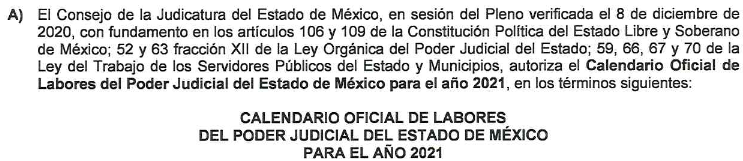 A) El Consejo de la Judicatura del Estado de México, en sesión del Pleno verificada el 8 de diciembre de
2020, con fundamento en los artículos 106 y 109 de la Constitución Política del Estado Libre y Soberano
de México; 52 y 63 fracción XII de la Ley Orgánica del Poder Judicial del Estado; 59, 66, 67 y 70 de la
Ley del Trabajo de los Servidores Públicos del Estado y Municipios, autoriza el Calendario Oficial de
Labores del Poder Judicial del Estado de México para el año 2021, en los términos siguientes:
CALENDARIO OFICIAL DE LABORES
DEL PODER JUDICIAL DEL ESTADO DE MÉXICO
PARA EL AÑO 2021